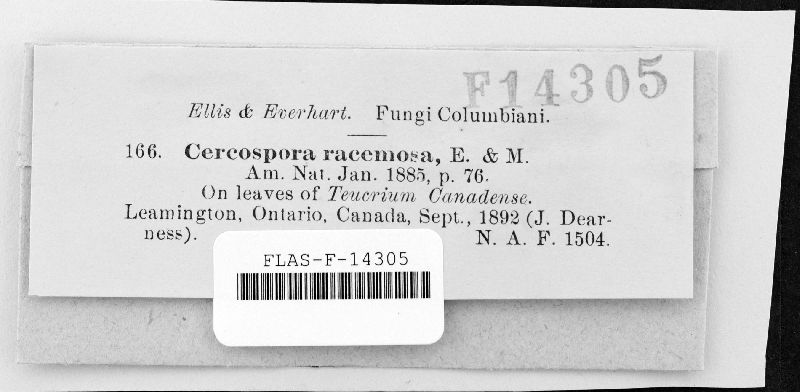 F14305
Ellis & Everhart. Fungi Columbiani.
166. Cercospora racemosa, E. & M.
Am. Nat. Jan. 1885, p. 76.
On leaves of Teucrium Canadense.
Leamington, Ontario, Canada, Sept., 1892 (J. Dear-
ness). N. A. F. 1504.
FLAS-F-14305